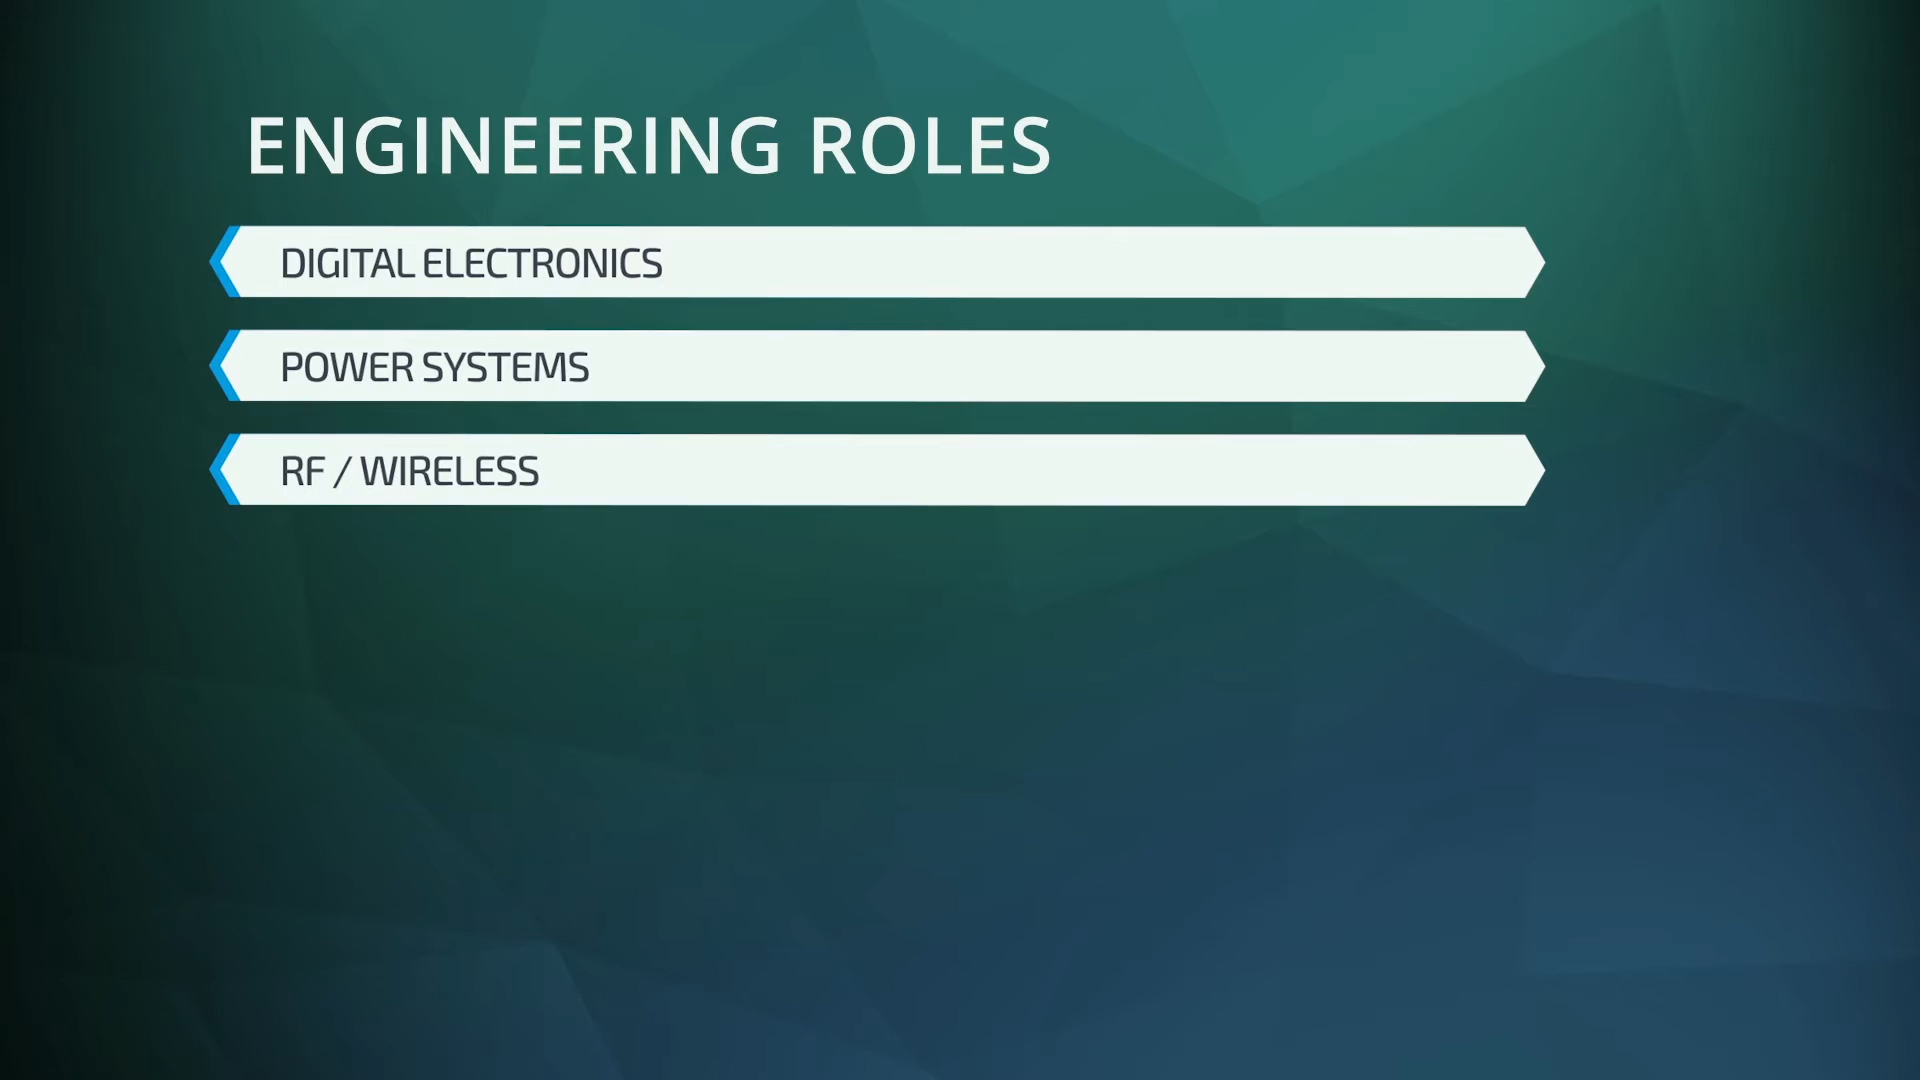 ENGINEERING ROLES
DIGITAL ELECTRONICS
POWER SYSTEMS
RF / WIRELESS